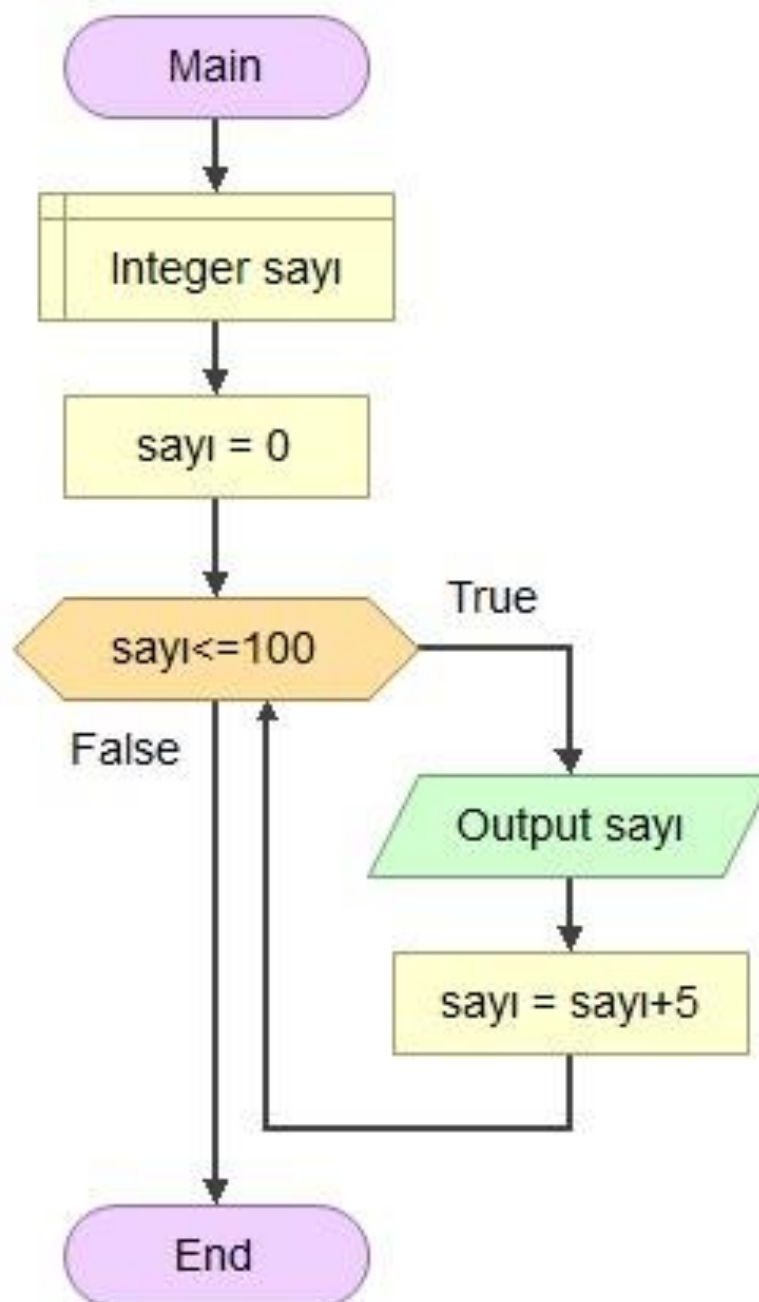 Main
Integer sayı
sayı = 0
sayı<=100
True
False
Output sayı
sayı = sayı+5
End